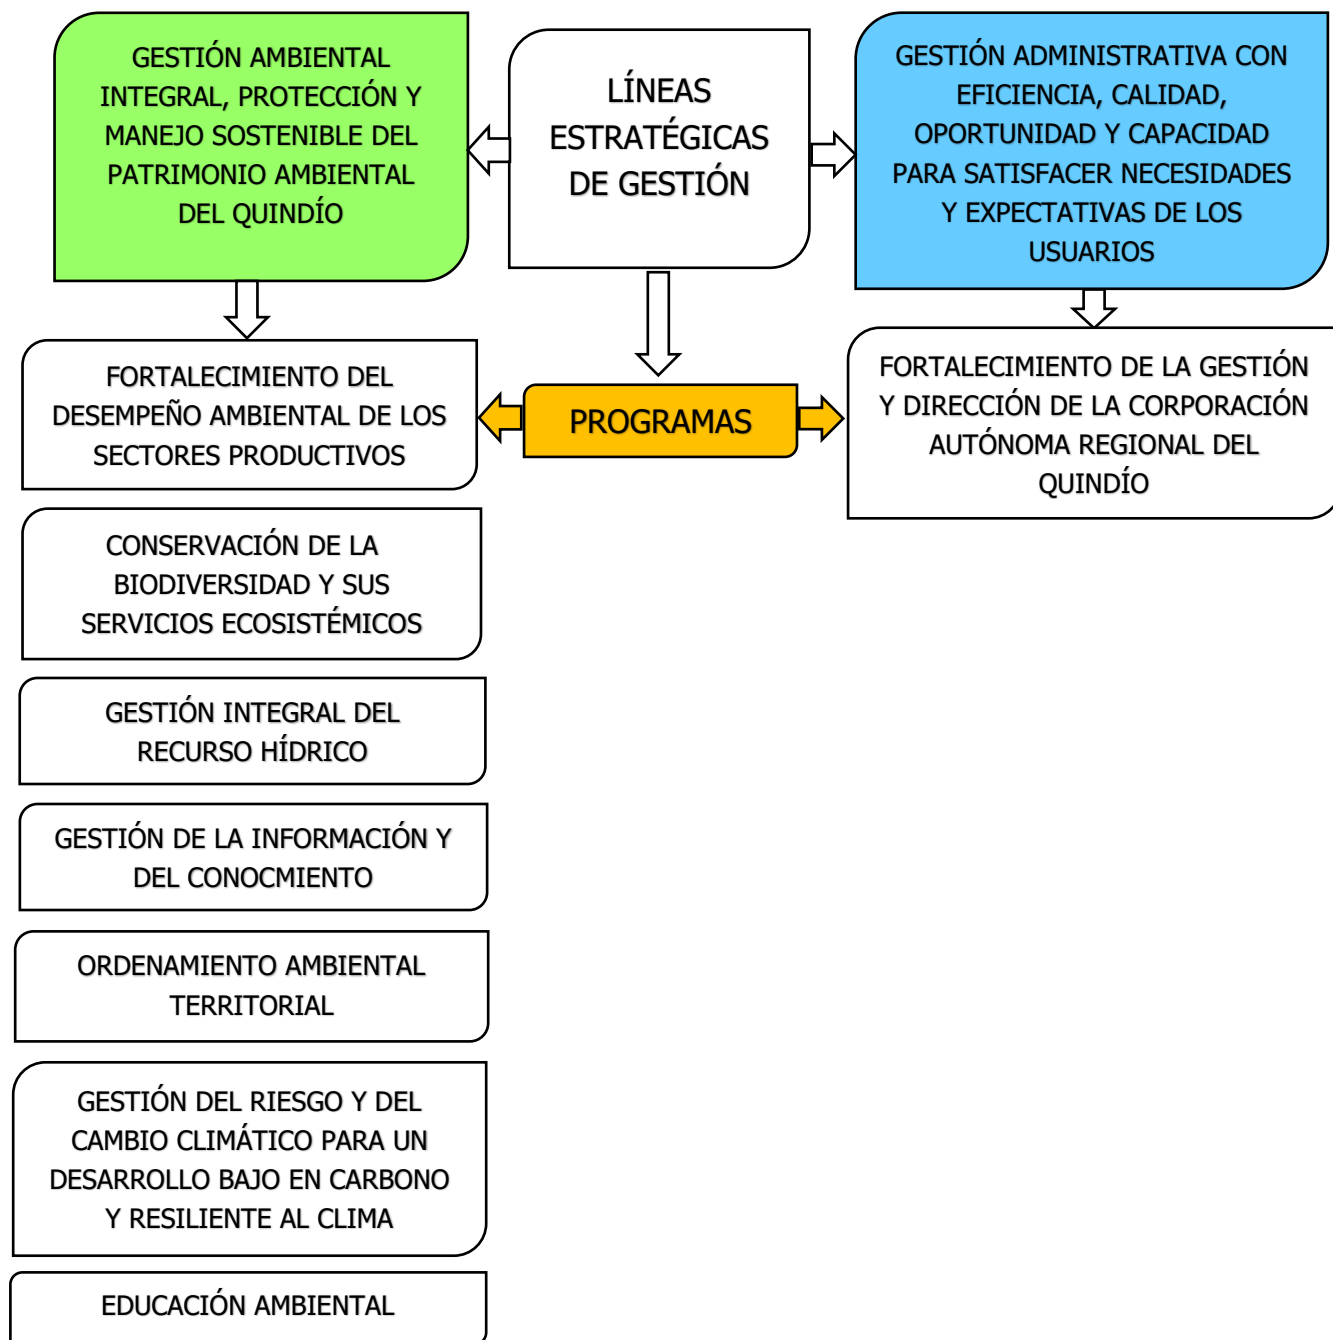 GESTIÓN AMBIENTAL
INTEGRAL, PROTECCIÓN Y
MANEJO SOSTENIBLE DEL
PATRIMONIO AMBIENTAL
DEL QUINDÍO
LÍNEAS
ESTRATÉGICAS
DE GESTIÓN
GESTIÓN ADMINISTRATIVA CON
EFICIENCIA, CALIDAD,
OPORTUNIDAD Y CAPACIDAD
PARA SATISFACER NECESIDADES
Y EXPECTATIVAS DE LOS
USUARIOS
FORTALECIMIENTO DEL
DESEMPEÑO AMBIENTAL DE LOS
SECTORES PRODUCTIVOS
PROGRAMAS
FORTALECIMIENTO DE LA GESTIÓN
Y DIRECCIÓN DE LA CORPORACIÓN
AUTÓNOMA REGIONAL DEL
QUINDÍO
CONSERVACIÓN DE LA
BIODIVERSIDAD Y SUS
SERVICIOS ECOSISTÉMICOS
GESTIÓN INTEGRAL DEL
RECURSO HÍDRICO
GESTIÓN DE LA INFORMACIÓN Y
DEL CONOCMIENTO
ORDENAMIENTO AMBIENTAL
TERRITORIAL
GESTIÓN DEL RIESGO Y DEL
CAMBIO CLIMÁTICO PARA UN
DESARROLLO BAJO EN CARBONO
Y RESILIENTE AL CLIMA
EDUCACIÓN AMBIENTAL